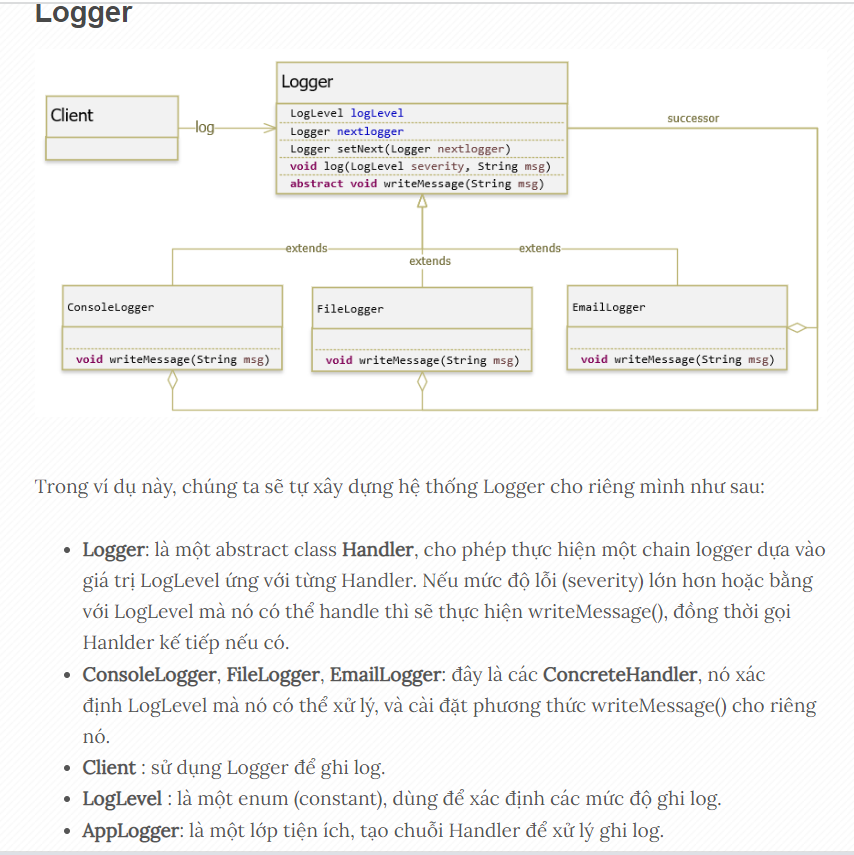 Logger
Client
log
Logger
LogLevel logLevel
Logger nextlogger
Logger setNext(Logger nextlogger)
void log(LogLevel severity, String msg)
abstract void writeMessage(String msg)
successor
extends
extends
extends
ConsoleLogger
void writeMessage(String msg)
FileLogger
void writeMessage(String msg)
EmailLogger
void writeMessage(String msg)
Trong ví dụ này, chúng ta sẽ tự xây dựng hệ thống Logger cho riêng mình như sau:
• Logger: là một abstract class Handler, cho phép thực hiện một chain logger dựa vào
giá trị LogLevel ứng với từng Handler. Nếu mức độ lỗi (severity) lớn hơn hoặc bằng
với LogLevel mà nó có thể handle thì sẽ thực hiện writeMessage(), đồng thời gọi
Hanlder kế tiếp nếu có.
• ConsoleLogger, FileLogger, EmailLogger: đây là các ConcreteHandler, nó xác
định LogLevel mà nó có thể xử lý, và cài đặt phương thức writeMessage() cho riêng
nó.
• Client : sử dụng Logger để ghi log.
• LogLevel : là một enum (constant), dùng để xác định các mức độ ghi log.
• AppLogger: là một lớp tiện ích, tạo chuỗi Handler để xử lý ghi log.